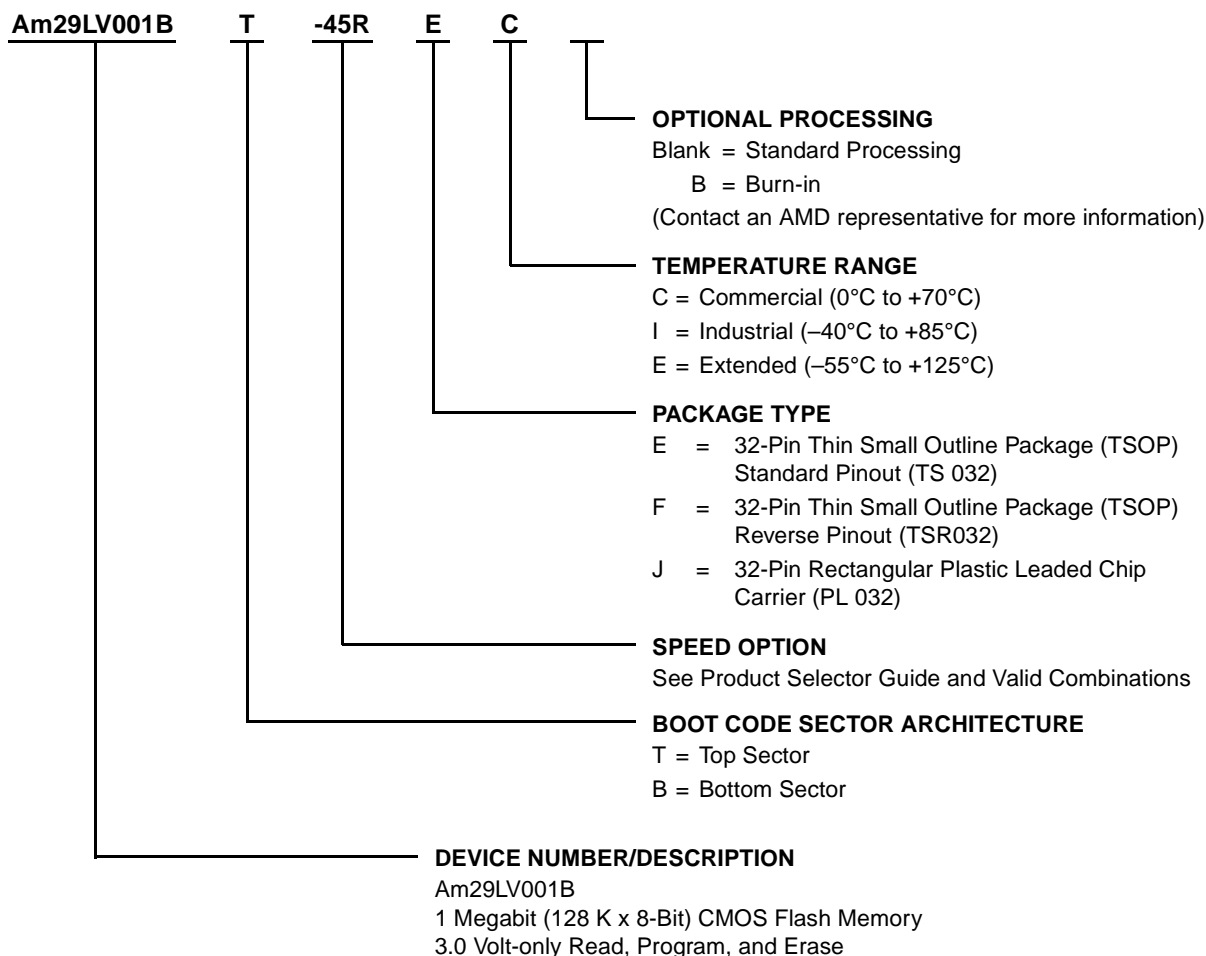 Am29LV001B T -45R E C
OPTIONAL PROCESSING
Blank = Standard Processing
B = Burn-in
(Contact an AMD representative for more information)
TEMPERATURE RANGE
C = Commercial (0°C to +70°C)
I = Industrial (–40°C to +85°C)
E = Extended (–55°C to +125°C)
PACKAGE TYPE
E = 32-Pin Thin Small Outline Package (TSOP)
Standard Pinout (TS 032)
F = 32-Pin Thin Small Outline Package (TSOP)
Reverse Pinout (TSR032)
J = 32-Pin Rectangular Plastic Leaded Chip
Carrier (PL 032)
SPEED OPTION
See Product Selector Guide and Valid Combinations
BOOT CODE SECTOR ARCHITECTURE
T = Top Sector
B = Bottom Sector
DEVICE NUMBER/DESCRIPTION
Am29LV001B
1 Megabit (128 K x 8-Bit) CMOS Flash Memory
3.0 Volt-only Read, Program, and Erase